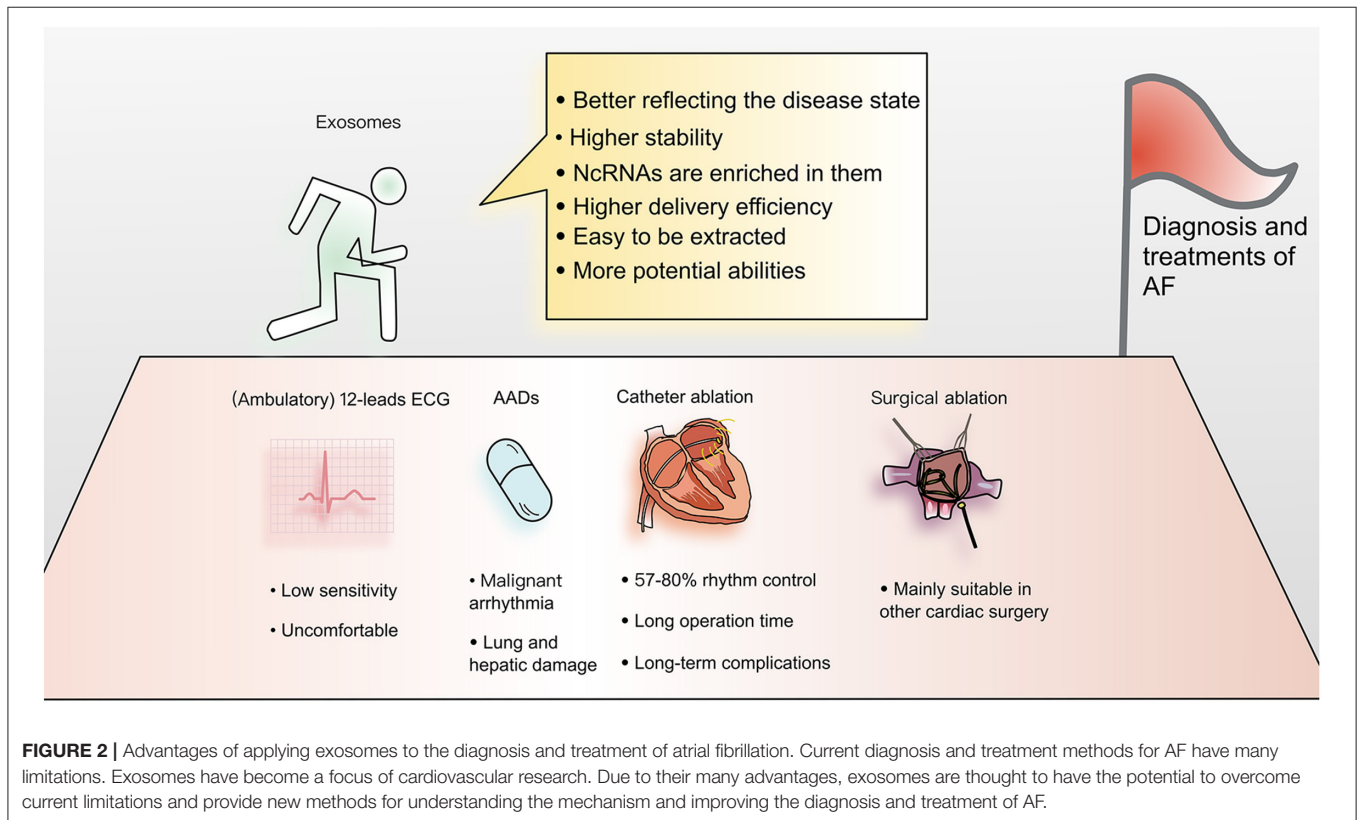 Exosomes
• Better reflecting the disease state
• Higher stability
• NcRNAs are enriched in them
• Higher delivery efficiency
• Easy to be extracted
• More potential abilities
Diagnosis and
treatments of
AF
(Ambulatory) 12-leads ECG
• Low sensitivity
• Uncomfortable
AADs
• Malignant
arrhythmia
• Lung and
hepatic damage
Catheter ablation
• 57-80% rhythm control
• Long operation time
• Long-term complications
Surgical ablation
• Mainly suitable in
other cardiac surgery
FIGURE 2 | Advantages of applying exosomes to the diagnosis and treatment of atrial fibrillation. Current diagnosis and treatment methods for AF have many
limitations. Exosomes have become a focus of cardiovascular research. Due to their many advantages, exosomes are thought to have the potential to overcome
current limitations and provide new methods for understanding the mechanism and improving the diagnosis and treatment of AF.